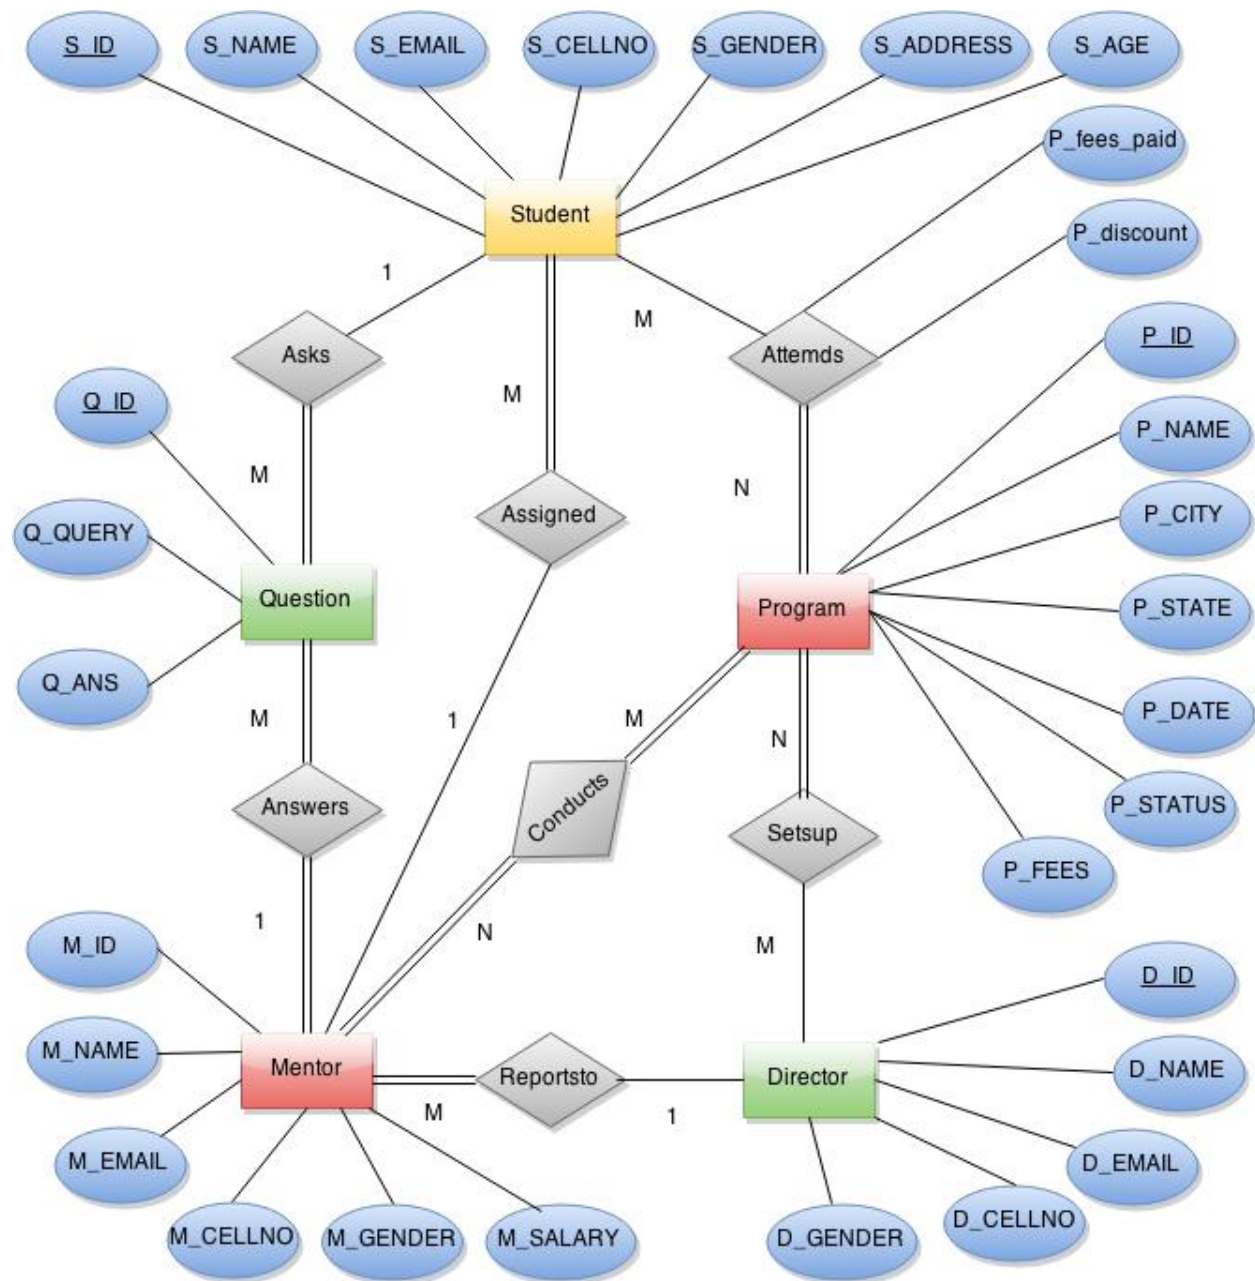 S_ID
S_NAME
S_EMAIL
S_CELLNO
S_GENDER
S_ADDRESS
S_AGE
P_fees_paid
Student
P_discount
1
M
Asks
Attemds
P_ID
Q_ID
M
P_NAME
M
N
Assigned
P_CITY
Q_QUERY
Question
Program
P_STATE
Q_ANS
M
1
M
N
P_DATE
Answers
Conducts
Setsup
P_STATUS
P_FEES
1
N
M
M_ID
D_ID
M_NAME
Mentor
Reportsto
Director
D_NAME
M
1
M_EMAIL
D_EMAIL
M_CELLNO
M_GENDER
M_SALARY
D_GENDER
D_CELLNO